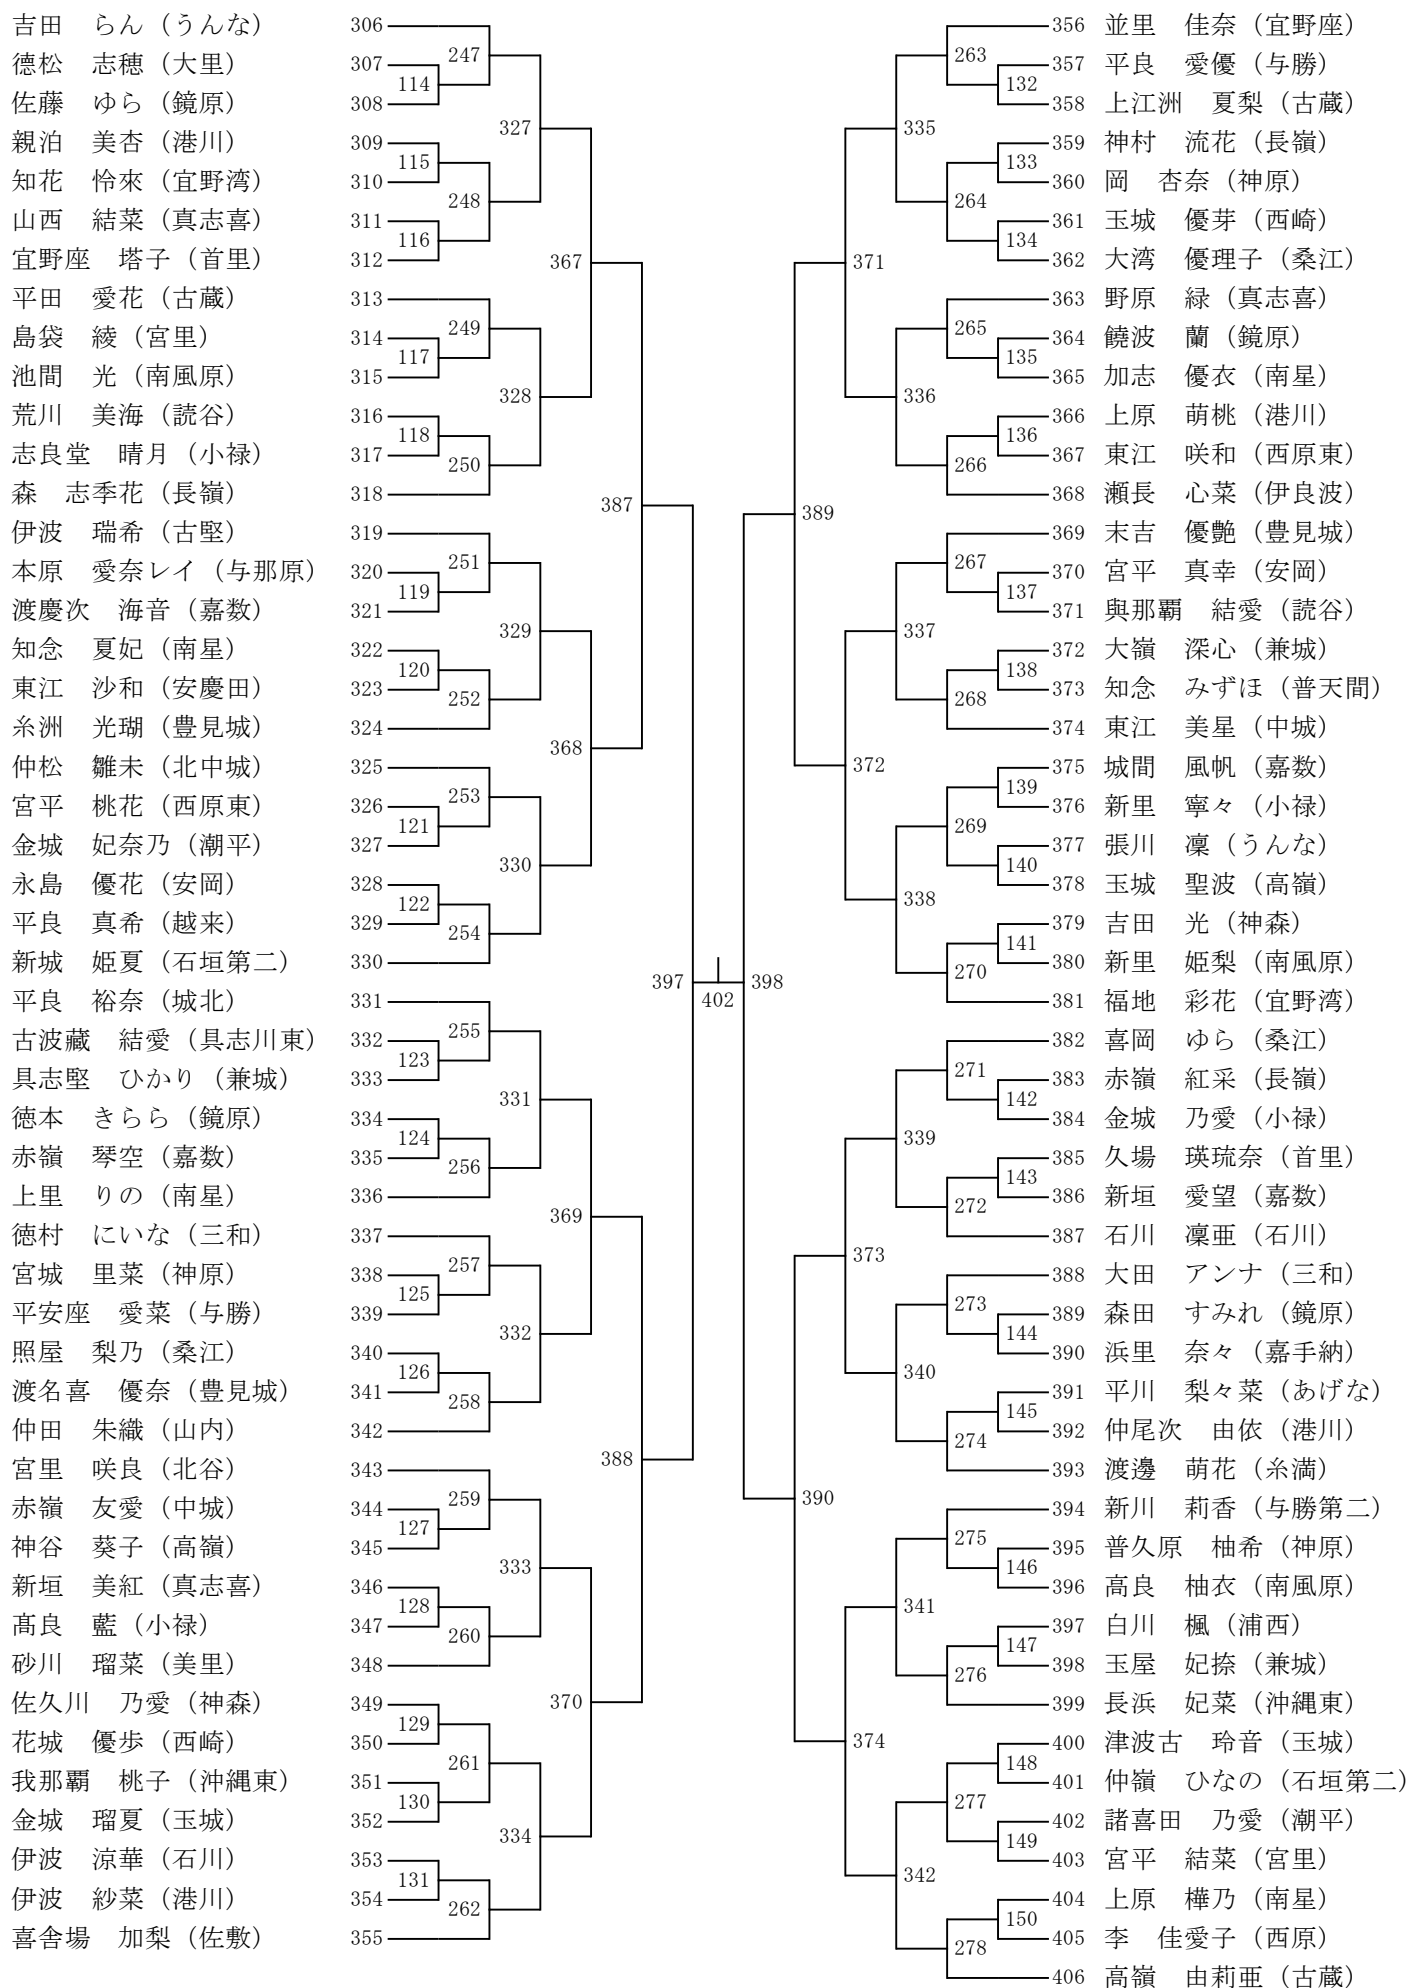 吉田　らん（うんな）　306
德松　志穂（大里）　307
佐藤　ゆら（鏡原）　308
親泊　美杏（港川）　309
知花　怜來（宜野湾）　310
山西　結菜（真志喜）　311
宜野座　塔子（首里）　312
平田　愛花（古蔵）　313
島袋　綾（宮里）　314
池間　光（南風原）　315
荒川　美海（読谷）　316
志良堂　晴月（小禄）　317
森　志季花（長嶺）　318
伊波　瑞希（古堅）　319
本原　愛奈レイ（与那原）　320
渡慶次　海音（嘉数）　321
知念　夏妃（南星）　322
東江　沙和（安慶田）　323
糸洲　光瑚（豊見城）　324
仲松　雛未（北中城）　325
宮平　桃花（西原東）　326
金城　妃奈乃（潮平）　327
永島　優花（安岡）　328
平良　真希（越来）　329
新城　姫夏（石垣第二）　330
平良　裕奈（城北）　331
古波藏　結愛（具志川東）　332
具志堅　ひかり（兼城）　333
徳本　きらら（鏡原）　334
赤嶺　琴空（嘉数）　335
上里　りの（南星）　336
徳村　にいな（三和）　337
宮城　里菜（神原）　338
平安座　愛菜（与勝）　339
照屋　梨乃（桑江）　340
渡名喜　優奈（豊見城）　341
仲田　朱織（山内）　342
宮里　咲良（北谷）　343
赤嶺　友愛（中城）　344
神谷　葵子（高嶺）　345
新垣　美紅（真志喜）　346
髙良　藍（小禄）　347
砂川　瑠菜（美里）　348
佐久川　乃愛（神森）　349
花城　優歩（西崎）　350
我那覇　桃子（沖縄東）　351
金城　瑠夏（玉城）　352
伊波　涼華（石川）　353
伊波　紗菜（港川）　354
喜舎場　加梨（佐敷）　355
114
115
116
117
118
119
120
121
122
123
124
125
126
127
128
129
130
131
247
248
249
250
251
252
253
254
255
256
257
258
259
260
261
262
327
328
329
330
331
332
333
334
367
368
369
370
387
388
397
402
398
389
390
371
372
373
374
335
336
337
338
339
340
341
342
263
264
265
266
267
268
269
270
271
272
273
274
275
276
277
278
132
133
134
135
136
137
138
139
140
141
142
143
144
145
146
147
148
149
150
356　並里　佳奈（宜野座）
357　平良　愛優（与勝）
358　上江洲　夏梨（古蔵）
359　神村　流花（長嶺）
360　岡　杏奈（神原）
361　玉城　優芽（西崎）
362　大湾　優理子（桑江）
363　野原　緑（真志喜）
364　饒波　蘭（鏡原）
365　加志　優衣（南星）
366　上原　萌桃（港川）
367　東江　咲和（西原東）
368　瀬長　心菜（伊良波）
369　末吉　優艶（豊見城）
370　宮平　真幸（安岡）
371　與那覇　結愛（読谷）
372　大嶺　深心（兼城）
373　知念　みずほ（普天間）
374　東江　美星（中城）
375　城間　風帆（嘉数）
376　新里　寧々（小禄）
377　張川　凜（うんな）
378　玉城　聖波（高嶺）
379　吉田　光（神森）
380　新里　姫梨（南風原）
381　福地　彩花（宜野湾）
382　喜岡　ゆら（桑江）
383　赤嶺　紅采（長嶺）
384　金城　乃愛（小禄）
385　久場　瑛琉奈（首里）
386　新垣　愛望（嘉数）
387　石川　凜亜（石川）
388　大田　アンナ（三和）
389　森田　すみれ（鏡原）
390　浜里　奈々（嘉手納）
391　平川　梨々菜（あげな）
392　仲尾次　由依（港川）
393　渡邊　萌花（糸満）
394　新川　莉香（与勝第二）
395　普久原　柚希（神原）
396　高良　柚衣（南風原）
397　白川　楓（浦西）
398　玉屋　妃捺（兼城）
399　長浜　妃菜（沖縄東）
400　津波古　玲音（玉城）
401　仲嶺　ひなの（石垣第二）
402　諸喜田　乃愛（潮平）
403　宮平　結菜（宮里）
404　上原　樺乃（南星）
405　李　佳愛子（西原）
406　高嶺　由莉亜（古蔵）